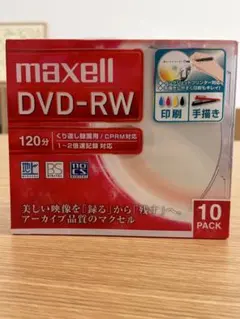 maxell
DVD-RW
120分
くり返し録画用/CPRM対応
1~2倍速記録 対応
印刷
手描き
BS
美しい映像を「録る」から「残す」へ。
アーカイブ品質のマクセル
10
PACK